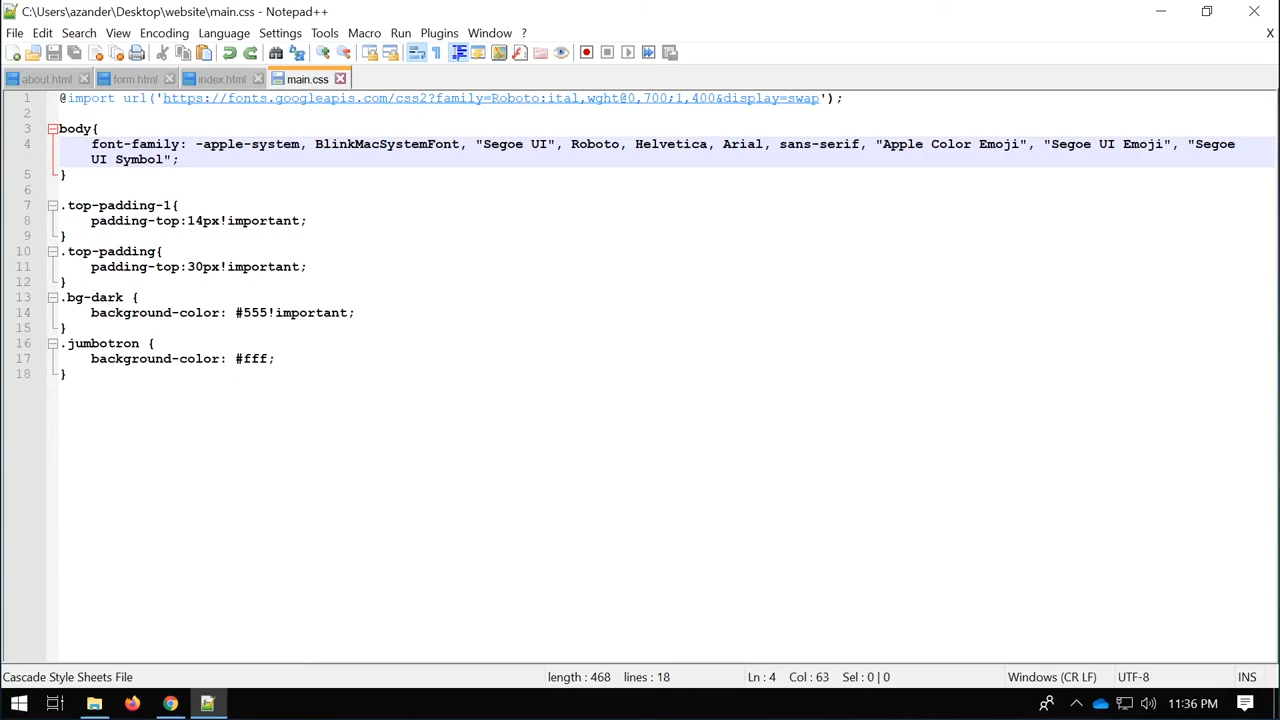 C:\Users\azander\Desktop\website\main.css - Notepad++
File Edit Search View Encoding Language Settings Tools Macro Run Plugins Window ? X
about.html form.html index.html main.css
1 @import url('https://fonts.googleapis.com/css2?family=Roboto:ital,wght@0,700;1,400&display=swap');
2
3 body{
4 font-family: -apple-system, BlinkMacSystemFont, "Segoe UI", Roboto, Helvetica, Arial, sans-serif, "Apple Color Emoji", "Segoe UI Emoji", "Segoe
UI Symbol";
5 }
6
7 .top-padding-1{
8 padding-top:14px!important;
9 }
10 .top-padding{
11 padding-top:30px!important;
12 }
13 .bg-dark {
14 background-color: #555!important;
15 }
16 .jumbotron {
17 background-color: #fff;
18 }
Cascade Style Sheets File length : 468 lines : 18 Ln : 4 Col : 63 Sel : 0 | 0 Windows (CR LF) UTF-8 INS
11:36 PM